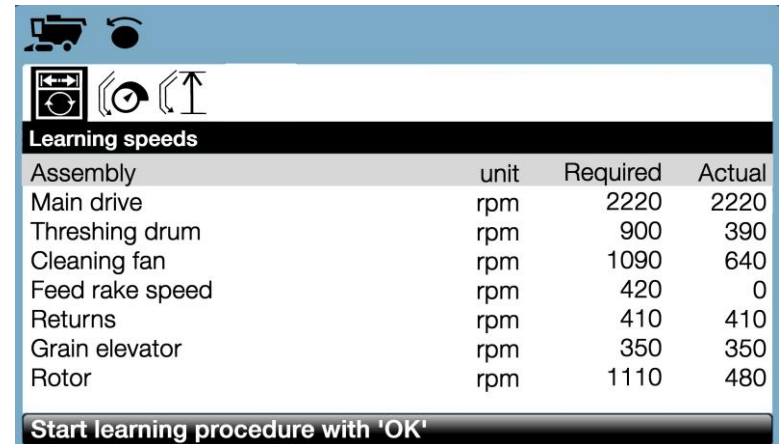 Learning speeds
Assembly unit Required Actual
Main drive rpm 2220 2220
Threshing drum rpm 900 390
Cleaning fan rpm 1090 640
Feed rake speed rpm 420 0
Returns rpm 410 410
Grain elevator rpm 350 350
Rotor rpm 1110 480
Start learning procedure with 'OK'